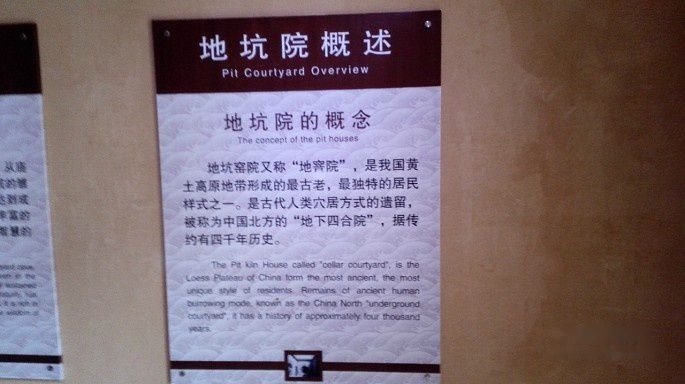 地坑院概述
Pit Courtyard Overview
地坑院的概念
The concept of the pit houses
地坑窑院又称“地窨院”，是我国黄
土高原地带形成的最古老，最独特的居民
样式之一。是古代人类穴居方式的遗留，
被称为中国北方的“地下四合院”，据传
约有四千年历史。
The Pit kiln House called "cellar courtyard", is the
Loess Plateau of China form the most ancient, the most
unique style of residents. Remains of ancient human
burrowing mode, known as the China North "underground
courtyard", it has a history of approximately four thousand
years.